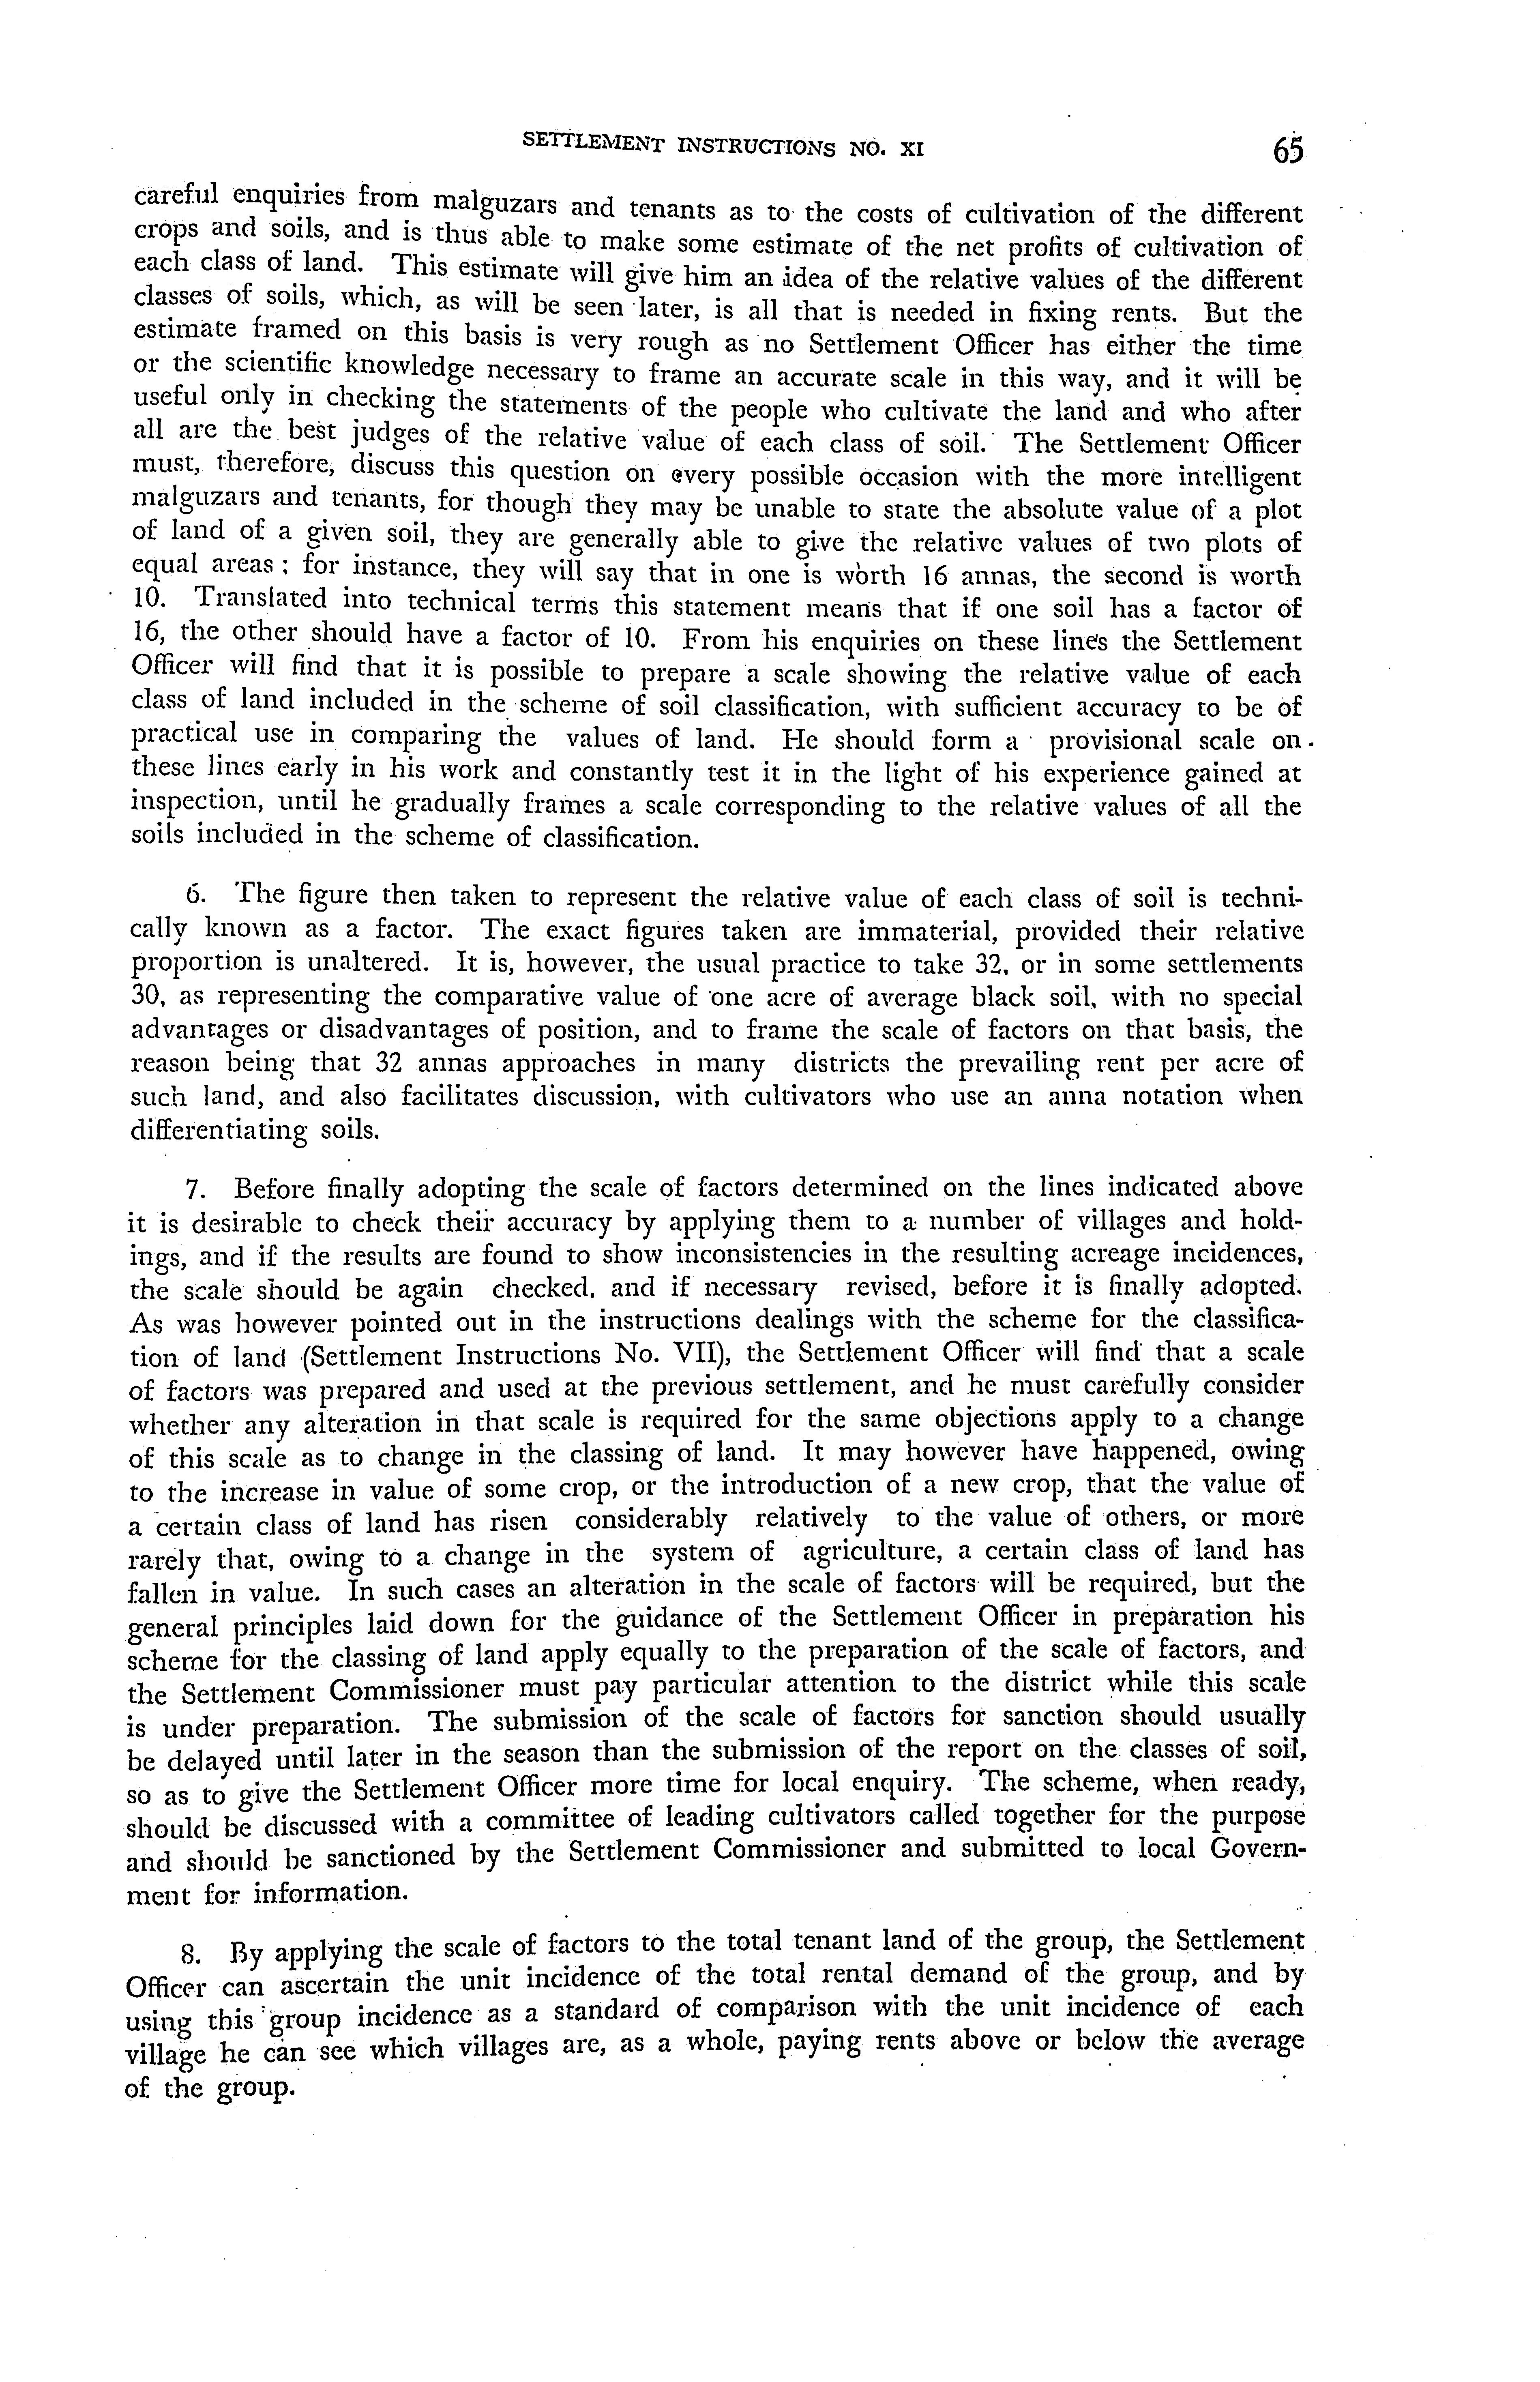 SETTLEMENT INSTRUCTIONS NO. XI 65
careful enquiries from malguzars and tenants as to the costs of cultivation of the different
crops and soils, and is thus able to make some estimate of the net profits of cultivation of
each class of land. This estimate will give him an idea of the relative values of the different
classes of soils, which, as will be seen later, is all that is needed in fixing rents. But the
estimate framed on this basis is very rough as no Settlement Officer has either the time
or the scientific knowledge necessary to frame an accurate scale in this way, and it will be
useful only in checking the statements of the people who cultivate the land and who after
all are the best judges of the relative value of each class of soil. The Settlement Officer
must, therefore, discuss this question on every possible occasion with the more intelligent
malguzars and tenants, for though they may be unable to state the absolute value of a plot
of land of a given soil, they are generally able to give the relative values of two plots of
equal areas ; for instance, they will say that in one is worth 16 annas, the second is worth
10. Translated into technical terms this statement means that if one soil has a factor of
16, the other should have a factor of 10. From his enquiries on these lines the Settlement
Officer will find that it is possible to prepare a scale showing the relative value of each
class of land included in the scheme of soil classification, with sufficient accuracy to be of
practical use in comparing the values of land. He should form a provisional scale on
these lines early in his work and constantly test it in the light of his experience gained at
inspection, until he gradually frames a scale corresponding to the relative values of all the
soils included in the scheme of classification.
6. The figure then taken to represent the relative value of each class of soil is techni-
cally known as a factor. The exact figures taken are immaterial, provided their relative
proportion is unaltered. It is, however, the usual practice to take 32, or in some settlements
30, as representing the comparative value of one acre of average black soil, with no special
advantages or disadvantages of position, and to frame the scale of factors on that basis, the
reason being that 32 annas approaches in many districts the prevailing rent per acre of
such land, and also facilitates discussion, with cultivators who use an anna notation when
differentiating soils.
7. Before finally adopting the scale of factors determined on the lines indicated above
it is desirable to check their accuracy by applying them to a number of villages and hold-
ings, and if the results are found to show inconsistencies in the resulting acreage incidences,
the scale should be again checked, and if necessary revised, before it is finally adopted.
As was however pointed out in the instructions dealings with the scheme for the classifica-
tion of land (Settlement Instructions No. VII), the Settlement Officer will find that a scale
of factors was prepared and used at the previous settlement, and he must carefully consider
whether any alteration in that scale is required for the same objections apply to a change
of this scale as to change in the classing of land. It may however have happened, owing
to the increase in value of some crop, or the introduction of a new crop, that the value of
a certain class of land has risen considerably relatively to the value of others, or more
rarely that, owing to a change in the system of agriculture, a certain class of land has
fallen in value. In such cases an alteration in the scale of factors will be required, but the
general principles laid down for the guidance of the Settlement Officer in preparation his
scheme for the classing of land apply equally to the preparation of the scale of factors, and
the Settlement Commissioner must pay particular attention to the district while this scale
is under preparation. The submission of the scale of factors for sanction should usually
be delayed until later in the season than the submission of the report on the classes of soil,
so as to give the Settlement Officer more time for local enquiry. The scheme, when ready,
should be discussed with a committee of leading cultivators called together for the purpose
and should be sanctioned by the Settlement Commissioner and submitted to local Govern-
ment for information.
8. By applying the scale of factors to the total tenant land of the group, the Settlement
Officer can ascertain the unit incidence of the total rental demand of the group, and by
using this group incidence as a standard of comparison with the unit incidence of each
village he can see which villages are, as a whole, paying rents above or below the average
of the group.